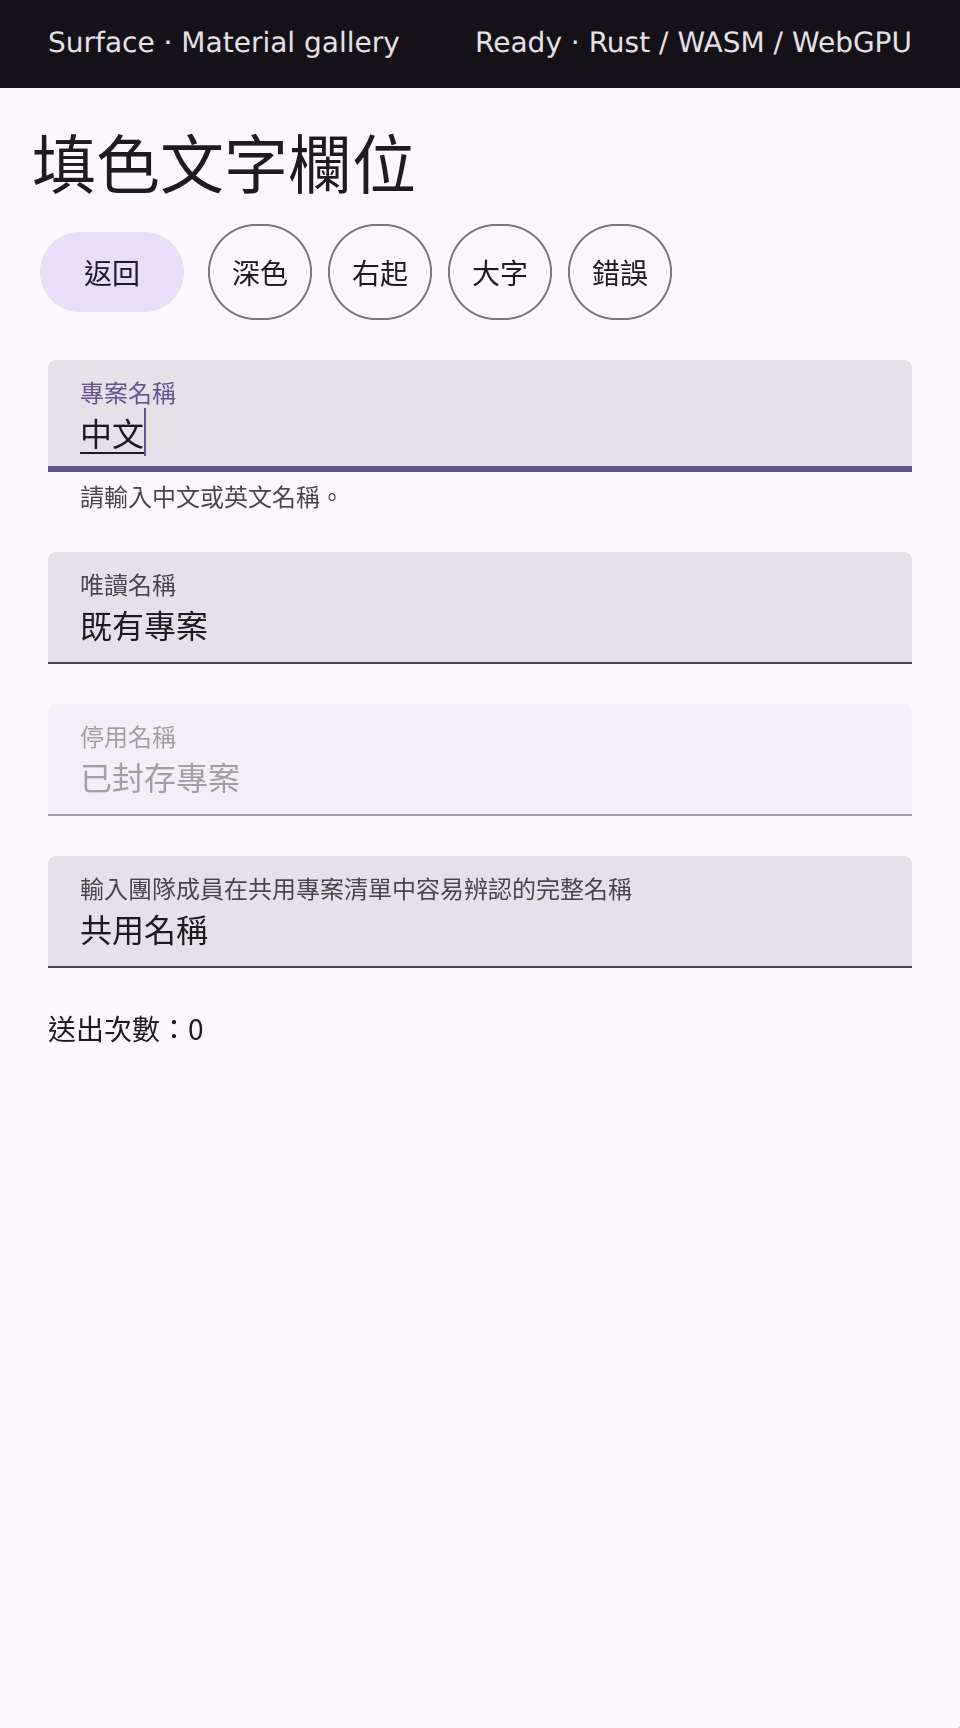 Surface · Material gallery
Ready · Rust / WASM / WebGPU
填色文字欄位
返回
深色
右起
大字
錯誤
專案名稱
中文
請輸入中文或英文名稱。
唯讀名稱
既有專案
停用名稱
已封存專案
輸入團隊成員在共用專案清單中容易辨認的完整名稱
共用名稱
送出次數：0